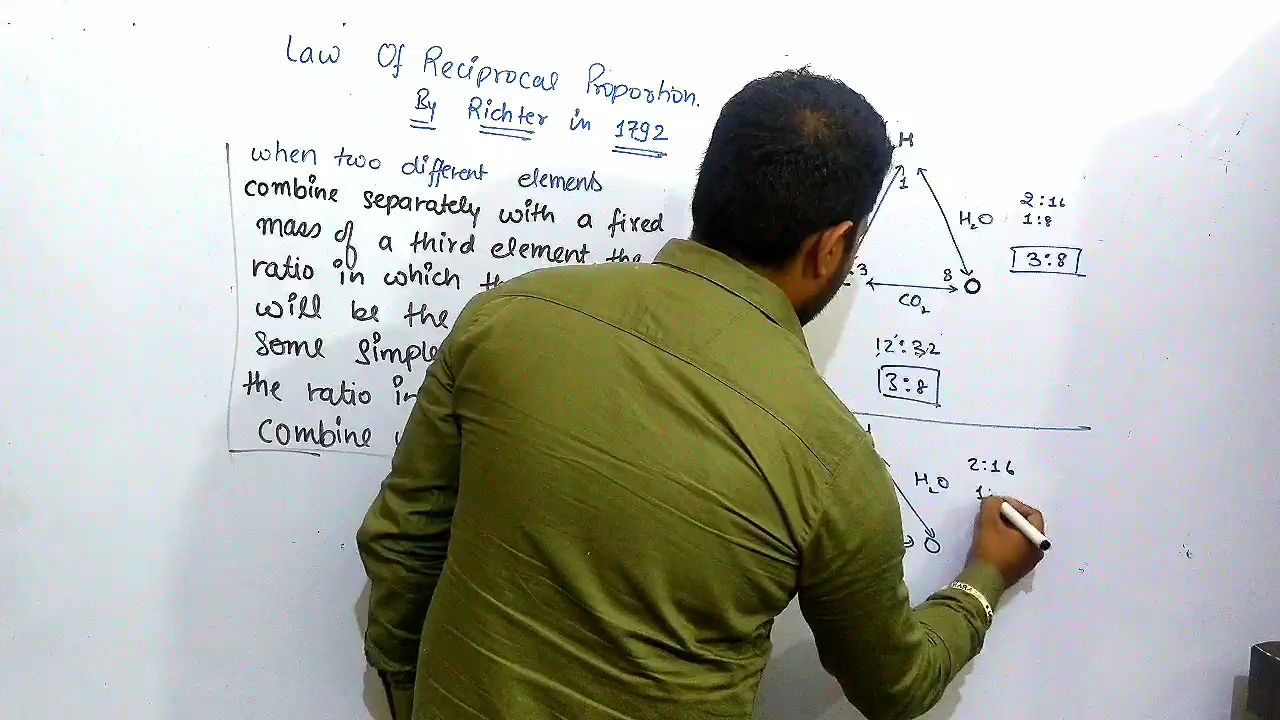 Law Of Reciprocal Proportion.
By Richter in 1792
when two different elements
combine separately with a fixed
mass of a third element the
ratio in which
will be the
Some simple
the ratio in
Combine
H
1
H₂O
2:16
1:8
3:8
3
8
O
CO₂
12:32
3:8
H₂O
2:16
1:
O